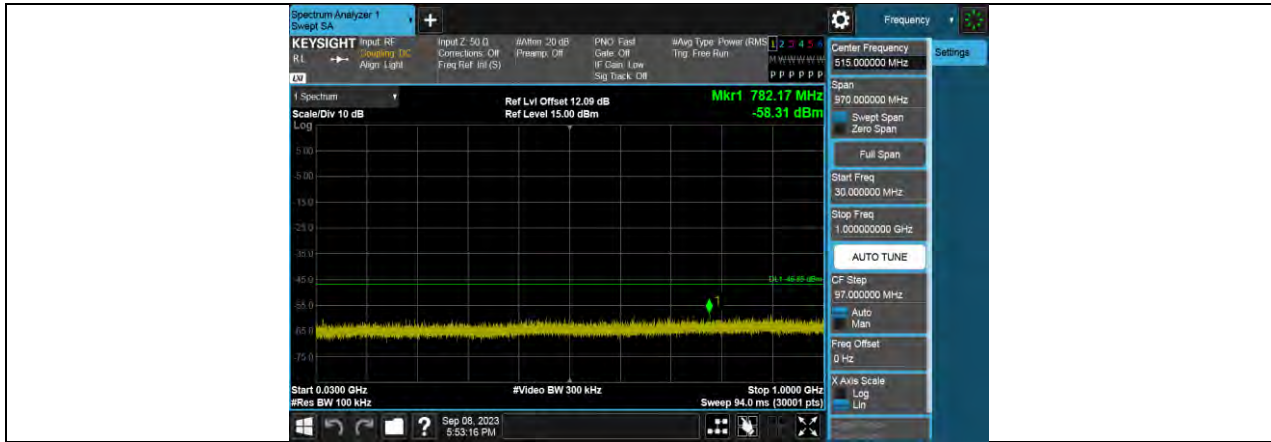 Spectrum Analyzer 1
Swept SA
+
Frequency
KEYSIGHT
RL
LXI
Input: RF
Coupling: DC
Align: Light
Input Z: 50 Ω
Corrections: Off
Freq Ref: Int (S)
#Atten: 20 dB
Preamp: Off
PNO: Fast
Gate: Off
IF Gain: Low
Sig Track: Off
#Avg Type: Power (RMS
Trig: Free Run
1 2 3 4 5 6
M W W W W W
P P P P P P
Center Frequency
515.000000 MHz
Settings
1 Spectrum
Scale/Div 10 dB
Log
Ref Lvl Offset 12.09 dB
Ref Level 15.00 dBm
Mkr1 782.17 MHz
-58.31 dBm
Span
970.000000 MHz
Swept Span
Zero Span
Full Span
Start Freq
30.000000 MHz
Stop Freq
1.000000000 GHz
AUTO TUNE
CF Step
97.000000 MHz
Auto
Man
Freq Offset
0 Hz
X Axis Scale
Log
Lin
5.00
-5.00
-15.0
-25.0
-35.0
-45.0
-55.0
-65.0
-75.0
DL1
1
Start 0.0300 GHz
#Res BW 100 kHz
#Video BW 300 kHz
Stop 1.0000 GHz
Sweep 94.0 ms (30001 pts)
?
Sep 08, 2023
5:53:16 PM